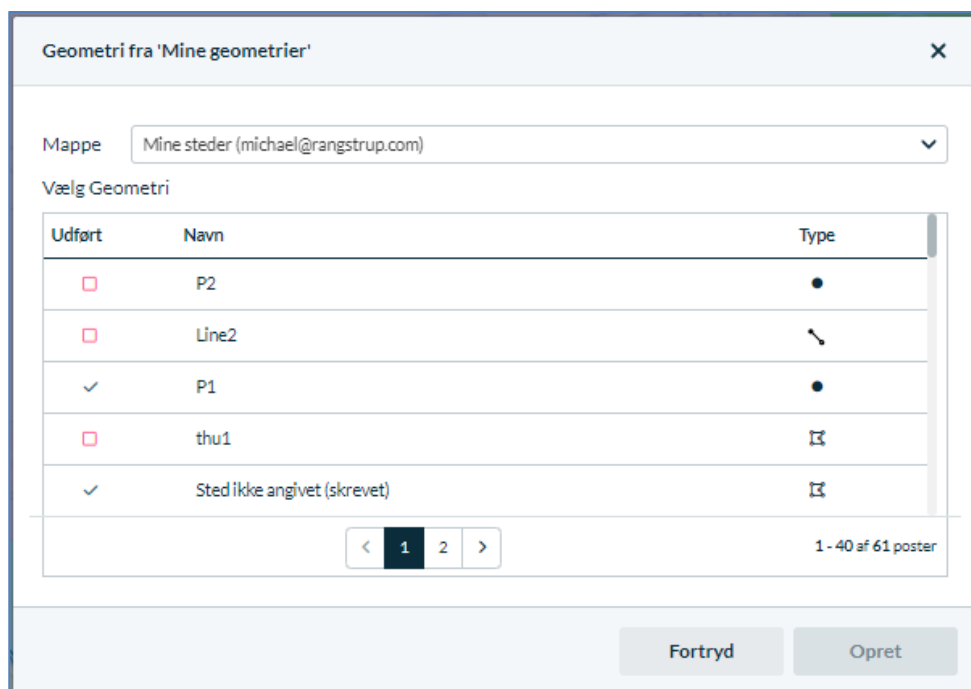 Geometri fra 'Mine geometrier'
Mappe Mine steder (michael@rangstrup.com)
Vælg Geometri
Udført Navn Type
P2
Line2
P1
thu1
Sted ikke angivet (skrevet)
1 2 1 - 40 af 61 poster
Fortryd Opret